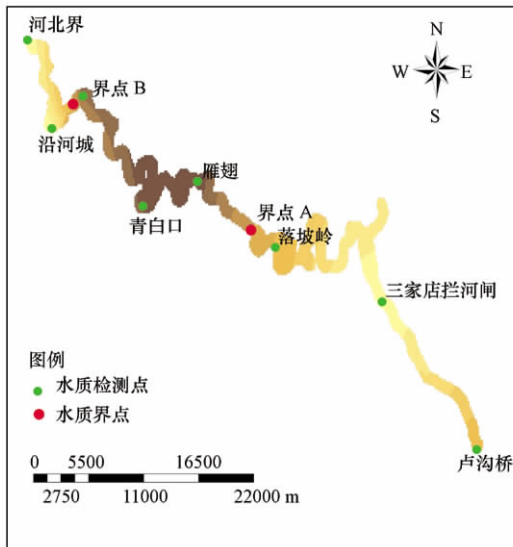 河北界
N
W
E
S
界点 B
沿河城
雁翅
青白口
界点 A
落坡岭
三家店拦河闸
图例
水质检测点
水质界点
卢沟桥
0 5500 16500
2750 11000 22000 m